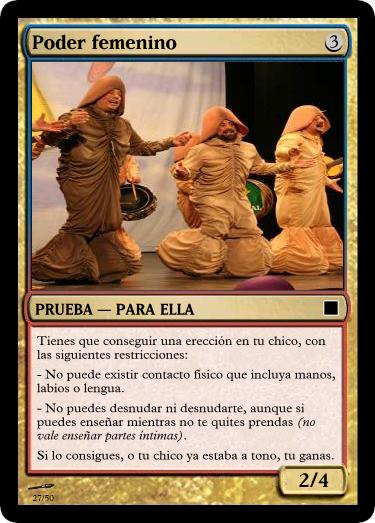 Poder femenino
3
AL
PRUEBA — PARA ELLA
Tienes que conseguir una erección en tu chico, con
las siguientes restricciones:
- No puede existir contacto físico que incluya manos,
labios o lengua.
- No puedes desnudar ni desnudarte, aunque si
puedes enseñar mientras no te quites prendas (no
vale enseñar partes íntimas).
Si lo consigues, o tu chico ya estaba a tono, tu ganas.
2/4
27/50